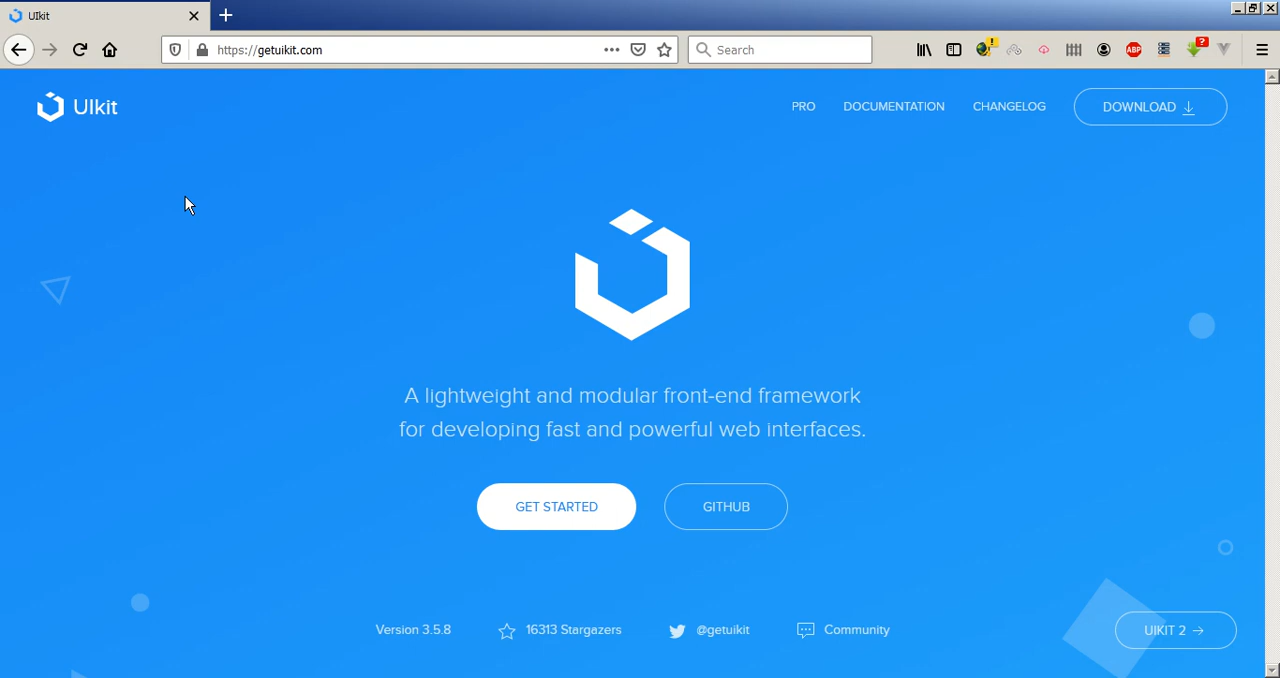 UIkit
https://getuikit.com
Search
!
ABP
?
UIkit
PRO
DOCUMENTATION
CHANGELOG
DOWNLOAD
A lightweight and modular front-end framework
for developing fast and powerful web interfaces.
GET STARTED
GITHUB
Version 3.5.8
16313 Stargazers
@getuikit
Community
UIKIT 2